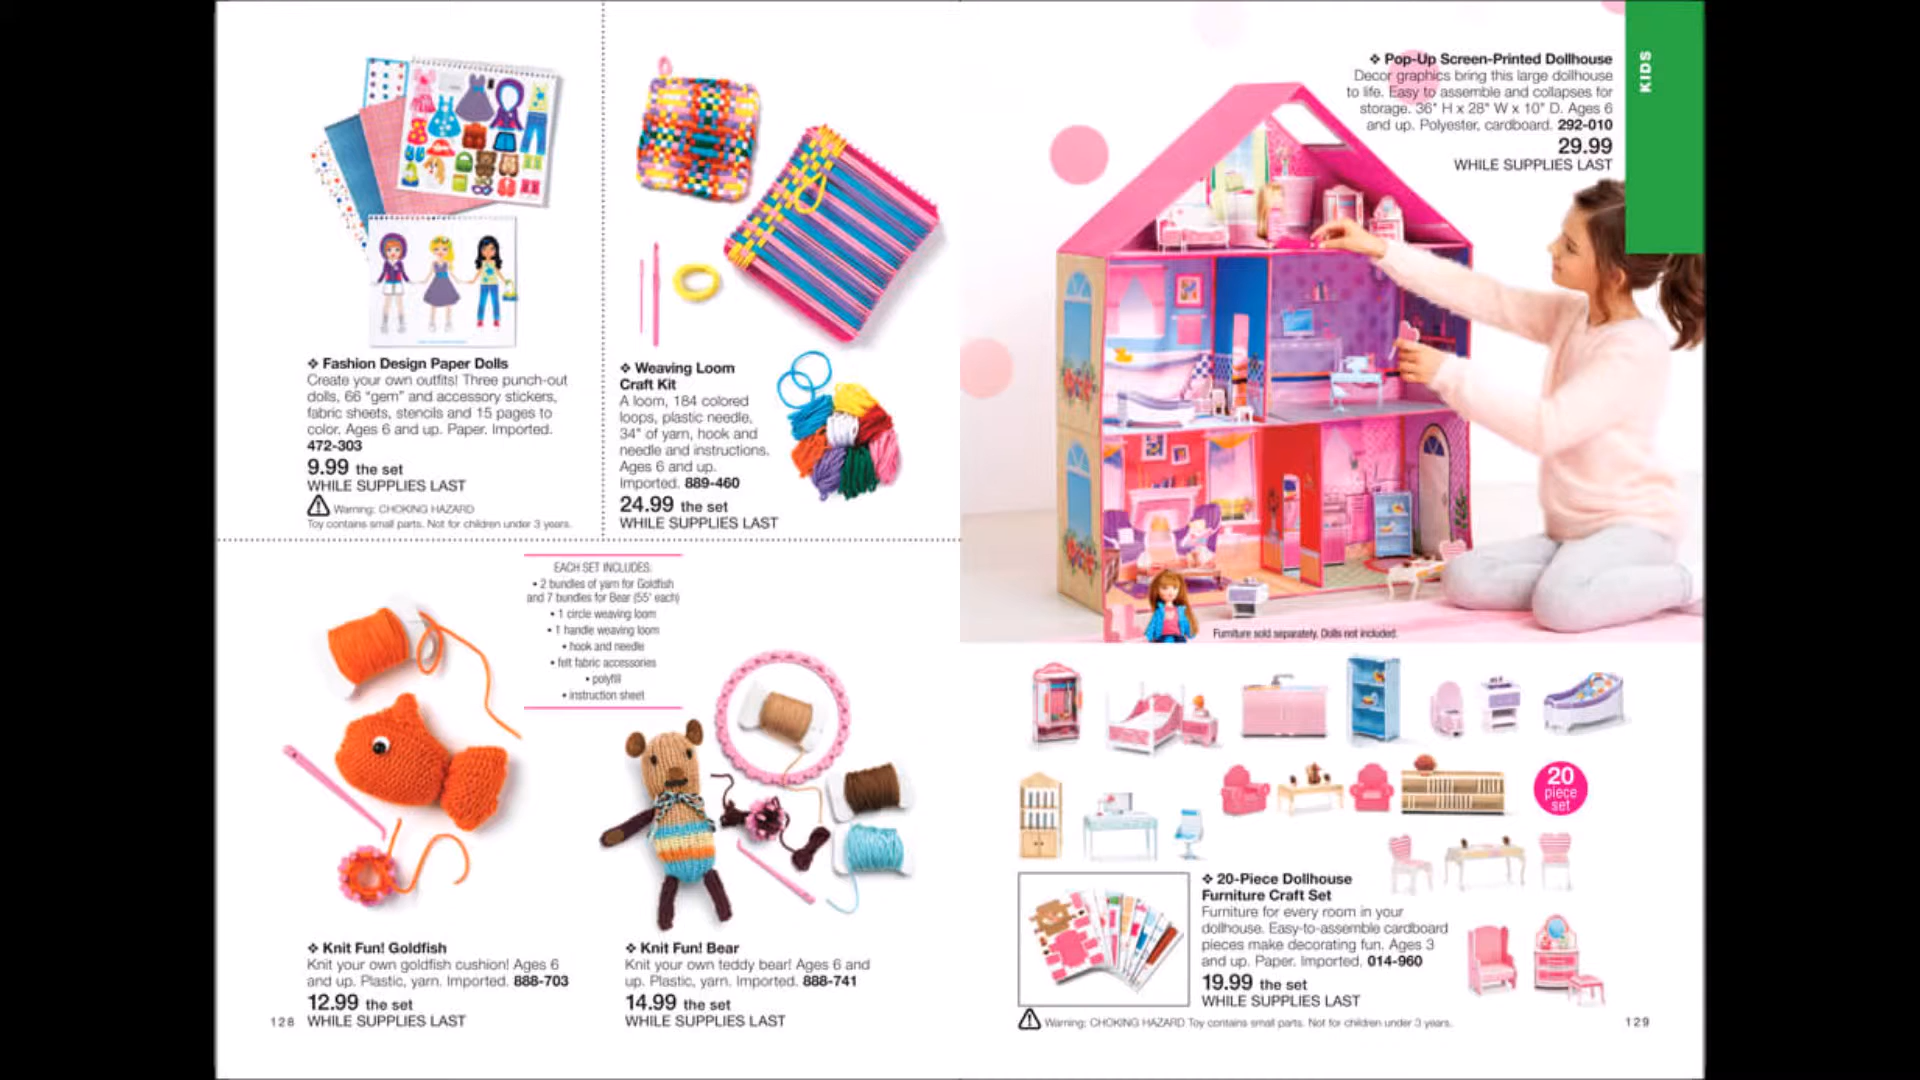 ❖ Fashion Design Paper Dolls
Create your own outfits! Three punch-out
dolls, 66 "gem" and accessory stickers,
fabric sheets, stencils and 15 pages to
color. Ages 6 and up. Paper. Imported.
472-303
9.99 the set
WHILE SUPPLIES LAST
Warning: CHOKING HAZARD
Toy contains small parts. Not for children under 3 years.
❖ Weaving Loom
Craft Kit
A loom, 184 colored
loops, plastic needle,
34" of yarn, hook and
needle and instructions.
Ages 6 and up.
Imported. 889-460
24.99 the set
WHILE SUPPLIES LAST
EACH SET INCLUDES:
• 2 bundles of yarn for Goldfish
and 7 bundles for Bear (55' each)
• 1 circle weaving loom
• 1 handle weaving loom
• hook and needle
• felt fabric accessories
• polyfill
• instruction sheet
❖ Knit Fun! Goldfish
Knit your own goldfish cushion! Ages 6
and up. Plastic, yarn. Imported. 888-703
12.99 the set
WHILE SUPPLIES LAST
❖ Knit Fun! Bear
Knit your own teddy bear! Ages 6 and
up. Plastic, yarn. Imported. 888-741
14.99 the set
WHILE SUPPLIES LAST
128
KIDS
❖ Pop-Up Screen-Printed Dollhouse
Decor graphics bring this large dollhouse
to life. Easy to assemble and collapses for
storage. 36" H x 28" W x 10" D. Ages 6
and up. Polyester, cardboard. 292-010
29.99
WHILE SUPPLIES LAST
Furniture sold separately. Dolls not included.
20
piece
set
❖ 20-Piece Dollhouse
Furniture Craft Set
Furniture for every room in your
dollhouse. Easy-to-assemble cardboard
pieces make decorating fun. Ages 3
and up. Paper. Imported. 014-960
19.99 the set
WHILE SUPPLIES LAST
Warning: CHOKING HAZARD Toy contains small parts. Not for children under 3 years.
129